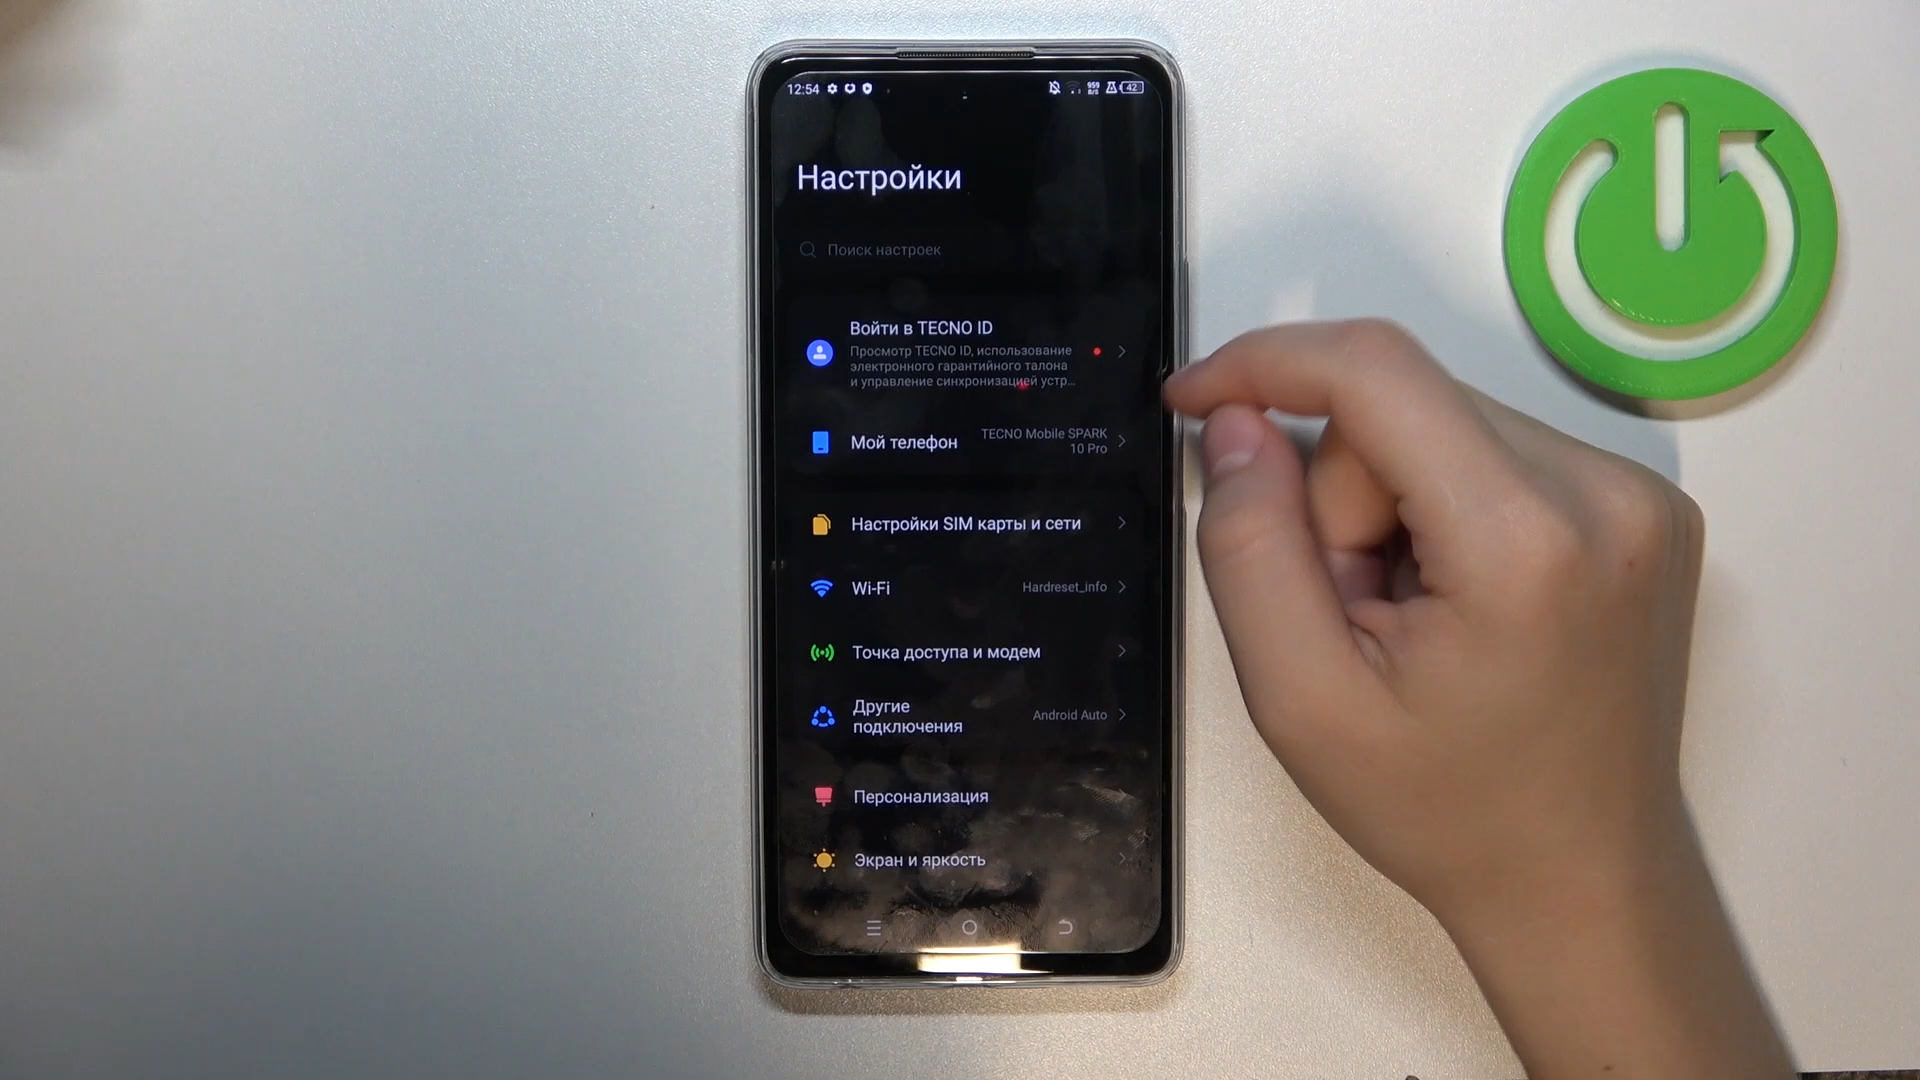 12:54
959
B/S
42
Настройки
Поиск настроек
Войти в TECNO ID
Просмотр TECNO ID, использование
электронного гарантийного талона
и управление синхронизацией устр...
Мой телефон
TECNO Mobile SPARK
10 Pro
Настройки SIM карты и сети
Wi-Fi
Hardreset_info
Точка доступа и модем
Другие
подключения
Android Auto
Персонализация
Экран и яркость